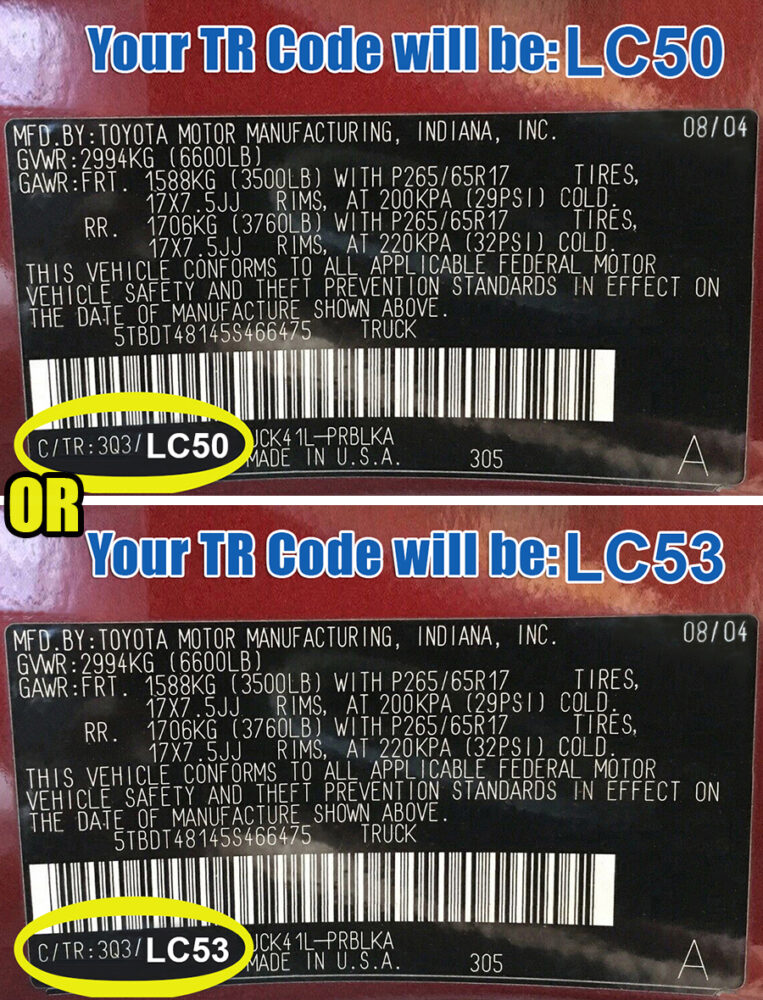 Your TR Code will be: LC50
MFD.BY:TOYOTA MOTOR MANUFACTURING, INDIANA, INC. 08/04
GVWR:2994KG (6600LB)
GAWR:FRT. 1588KG (3500LB) WITH P265/65R17 TIRES,
17X7.5JJ RIMS, AT 200KPA (29PSI) COLD.
RR. 1706KG (3760LB) WITH P265/65R17 TIRES,
17X7.5JJ RIMS, AT 220KPA (32PSI) COLD.
THIS VEHICLE CONFORMS TO ALL APPLICABLE FEDERAL MOTOR
VEHICLE SAFETY AND THEFT PREVENTION STANDARDS IN EFFECT ON
THE DATE OF MANUFACTURE SHOWN ABOVE.
5TBDT48145S466475 TRUCK
C/TR:303/LC50 UCK41L-PRBLKA
MADE IN U.S.A. 305 A
OR
Your TR Code will be: LC53
MFD.BY:TOYOTA MOTOR MANUFACTURING, INDIANA, INC. 08/04
GVWR:2994KG (6600LB)
GAWR:FRT. 1588KG (3500LB) WITH P265/65R17 TIRES,
17X7.5JJ RIMS, AT 200KPA (29PSI) COLD.
RR. 1706KG (3760LB) WITH P265/65R17 TIRES,
17X7.5JJ RIMS, AT 220KPA (32PSI) COLD.
THIS VEHICLE CONFORMS TO ALL APPLICABLE FEDERAL MOTOR
VEHICLE SAFETY AND THEFT PREVENTION STANDARDS IN EFFECT ON
THE DATE OF MANUFACTURE SHOWN ABOVE.
5TBDT48145S466475 TRUCK
C/TR:303/LC53 UCK41L-PRBLKA
MADE IN U.S.A. 305 A